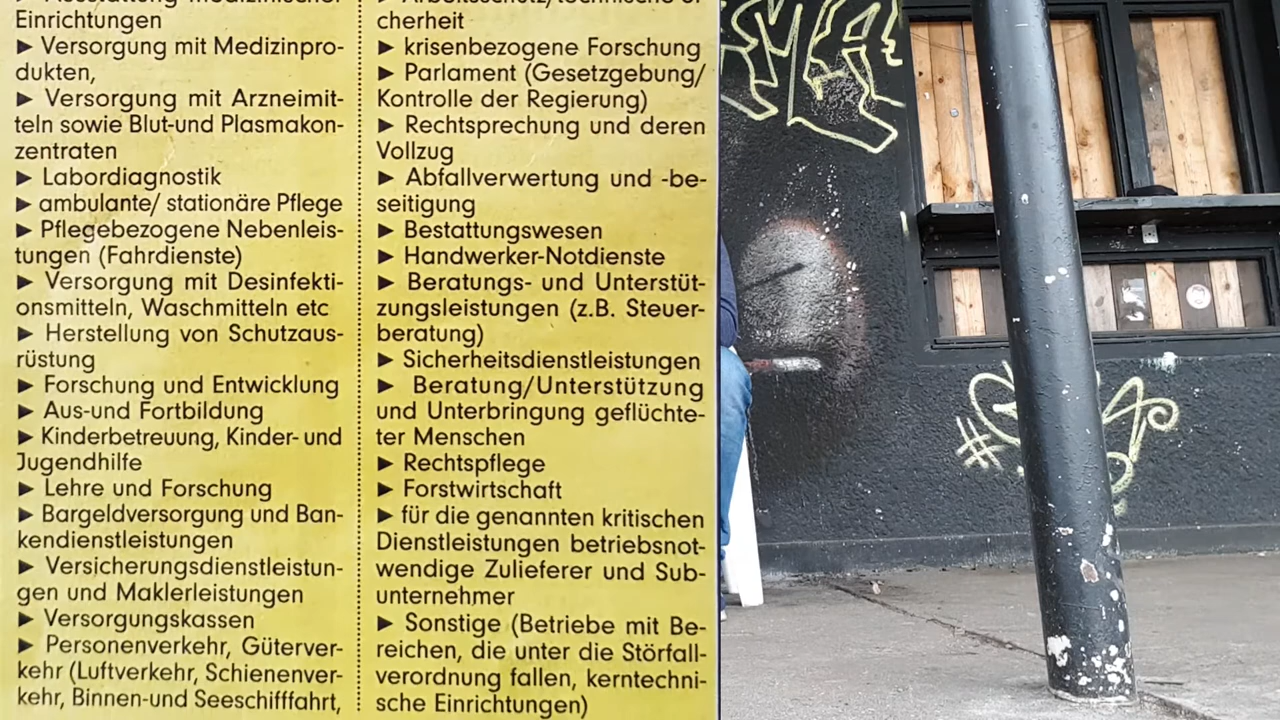 Ausstattung medizinischer
Einrichtungen
► Versorgung mit Medizinpro-
dukten,
► Versorgung mit Arzneimit-
teln sowie Blut-und Plasmakon-
zentraten
► Labordiagnostik
► ambulante/ stationäre Pflege
► Pflegebezogene Nebenleis-
tungen (Fahrdienste)
► Versorgung mit Desinfekti-
onsmitteln, Waschmitteln etc
► Herstellung von Schutzaus-
rüstung
► Forschung und Entwicklung
► Aus-und Fortbildung
► Kinderbetreuung, Kinder- und
Jugendhilfe
► Lehre und Forschung
► Bargeldversorgung und Ban-
kendienstleistungen
► Versicherungsdienstleistun-
gen und Maklerleistungen
► Versorgungskassen
► Personenverkehr, Güterver-
kehr (Luftverkehr, Schienenver-
kehr, Binnen-und Seeschifffahrt,
cherheit
► krisenbezogene Forschung
► Parlament (Gesetzgebung/
Kontrolle der Regierung)
► Rechtsprechung und deren
Vollzug
► Abfallverwertung und -be-
seitigung
► Bestattungswesen
► Handwerker-Notdienste
► Beratungs- und Unterstüt-
zungsleistungen (z.B. Steuer-
beratung)
► Sicherheitsdienstleistungen
► Beratung/Unterstützung
und Unterbringung geflüchte-
ter Menschen
► Rechtspflege
► Forstwirtschaft
► für die genannten kritischen
Dienstleistungen betriebsnot-
wendige Zulieferer und Sub-
unternehmer
► Sonstige (Betriebe mit Be-
reichen, die unter die Störfall-
verordnung fallen, kerntechni-
sche Einrichtungen)